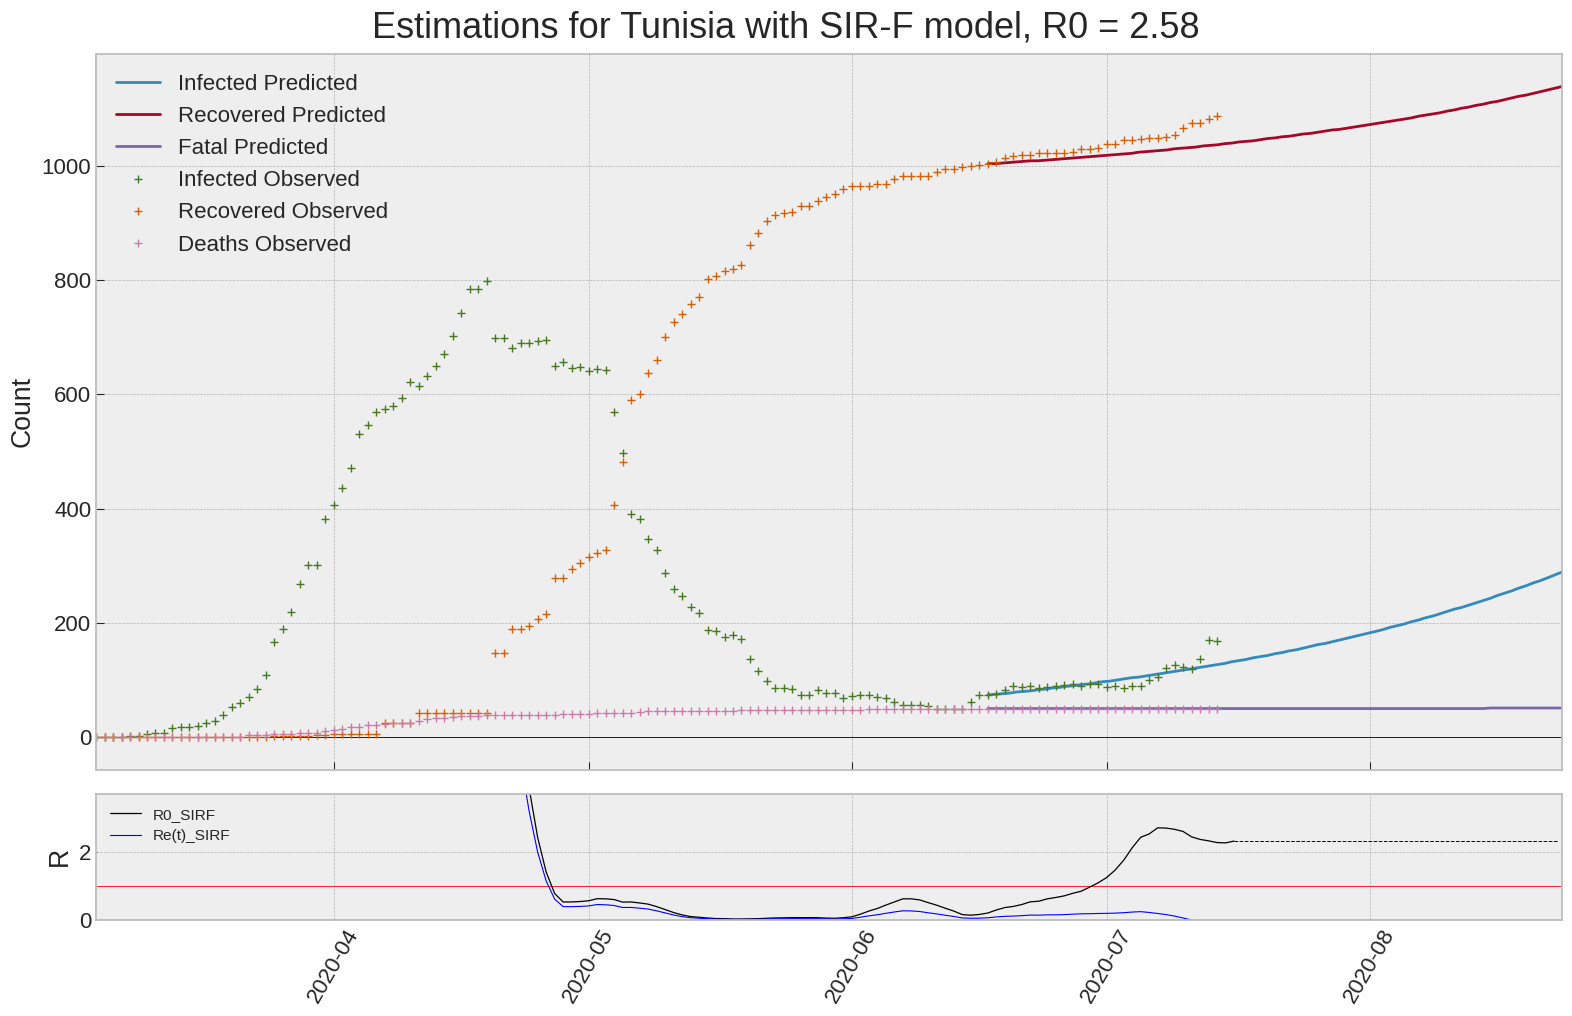 Estimations for Tunisia with SIR-F model, R0 = 2.58
Infected Predicted
Recovered Predicted
Fatal Predicted
Infected Observed
Recovered Observed
Deaths Observed
Count
1000
800
600
400
200
0
R0_SIRF
Re(t)_SIRF
R
2
0
2020-04
2020-05
2020-06
2020-07
2020-08